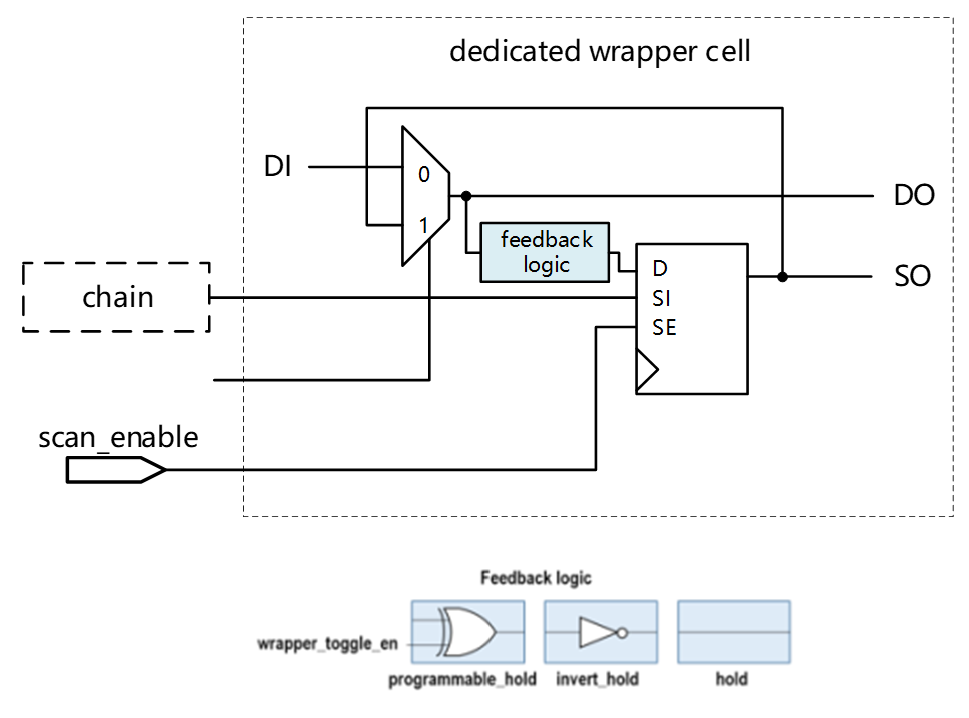 dedicated wrapper cell
DI
0
DO
1
feedback
logic
D
SO
chain
SI
SE
scan_enable
Feedback logic
wrapper_toggle_en
programmable_hold
invert_hold
hold